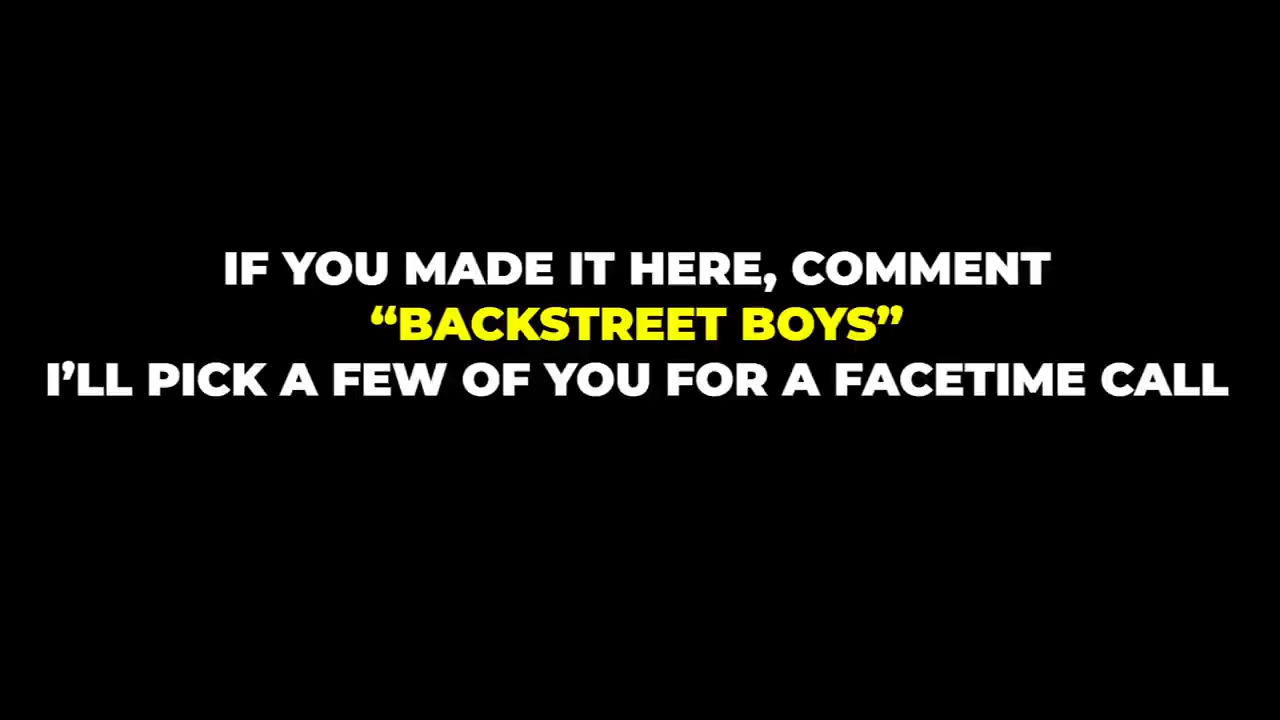 IF YOU MADE IT HERE, COMMENT
“BACKSTREET BOYS”
I’LL PICK A FEW OF YOU FOR A FACETIME CALL